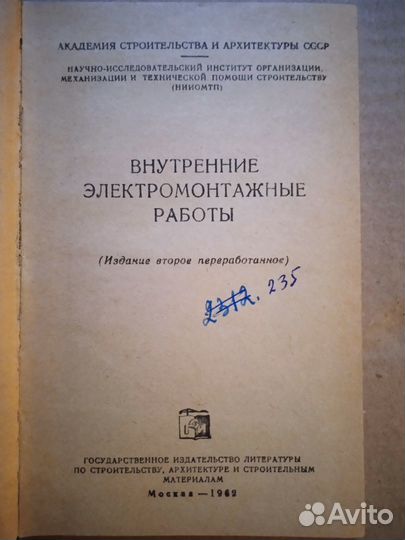 АКАДЕМИЯ СТРОИТЕЛЬСТВА И АРХИТЕКТУРЫ СССР
НАУЧНО-ИССЛЕДОВАТЕЛЬСКИЙ ИНСТИТУТ ОРГАНИЗАЦИИ,
МЕХАНИЗАЦИИ И ТЕХНИЧЕСКОЙ ПОМОЩИ СТРОИТЕЛЬСТВУ
(НИИОМТП)
ВНУТРЕННИЕ
ЭЛЕКТРОМОНТАЖНЫЕ
РАБОТЫ
(Издание второе переработанное)
235
ГОСУДАРСТВЕННОЕ ИЗДАТЕЛЬСТВО ЛИТЕРАТУРЫ
ПО СТРОИТЕЛЬСТВУ, АРХИТЕКТУРЕ И СТРОИТЕЛЬНЫМ
МАТЕРИАЛАМ
Москва — 1962
Avito